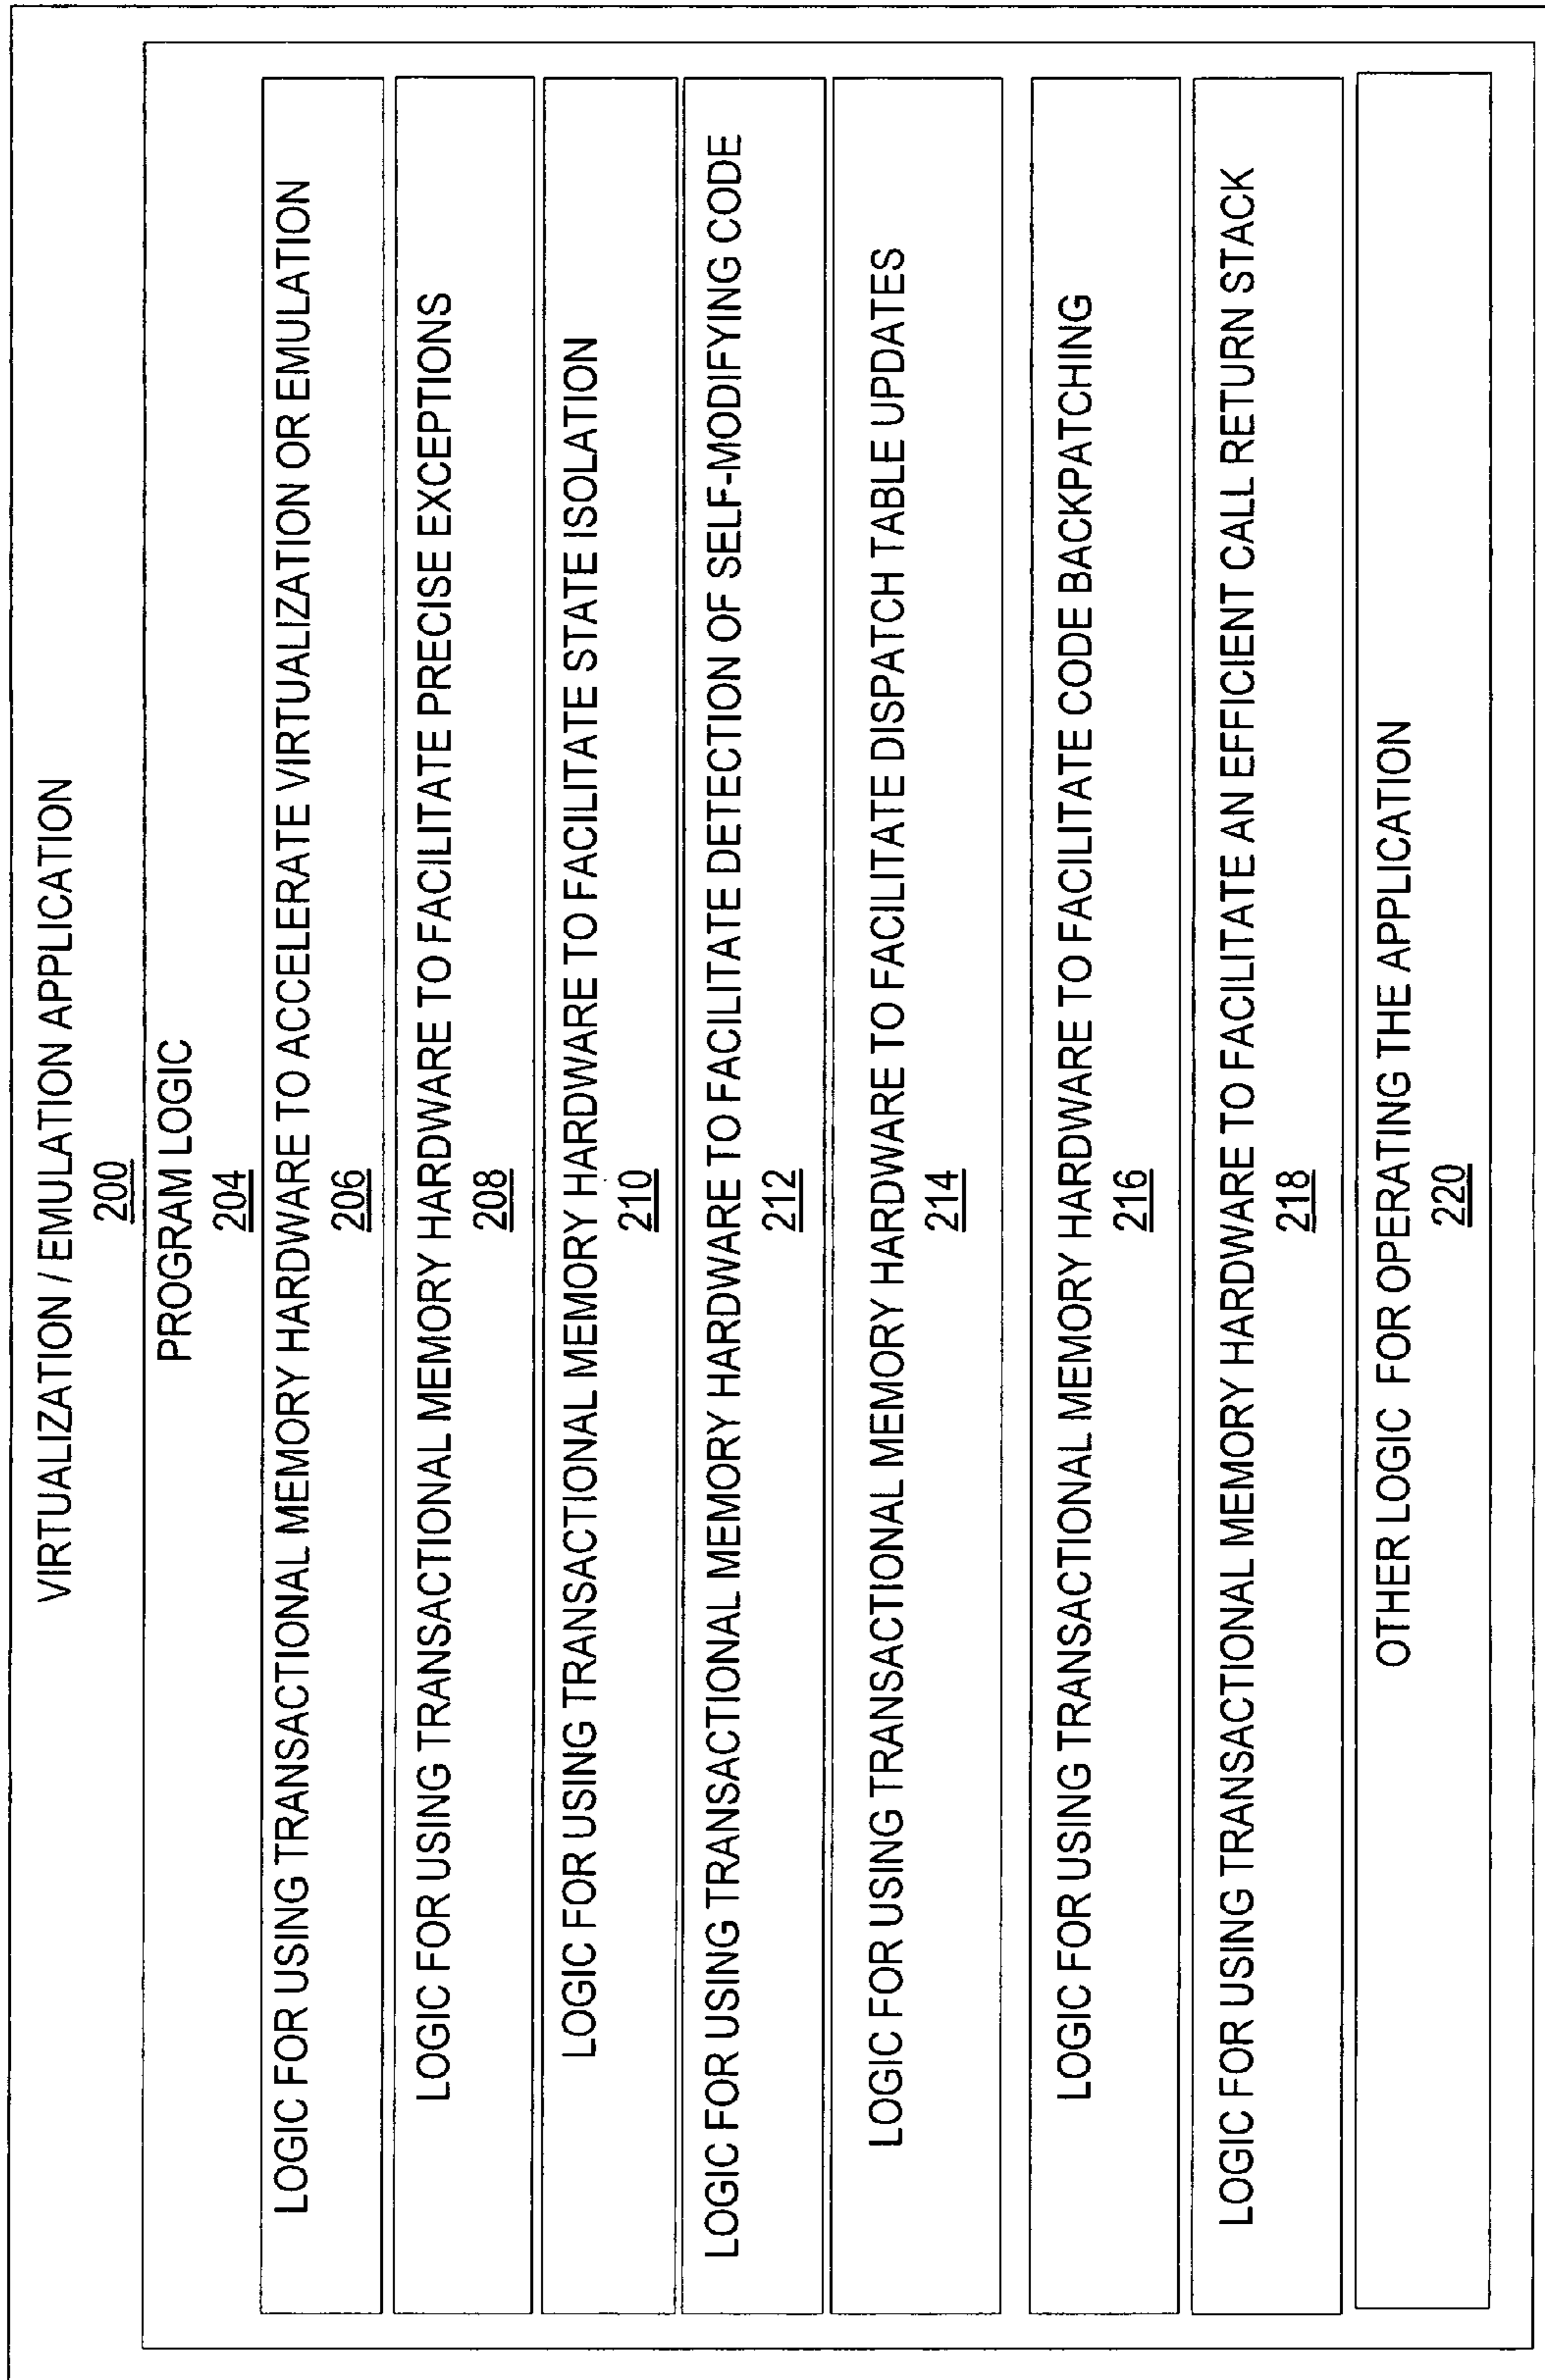 VIRTUALIZATION / EMULATION APPLICATION
200
PROGRAM LOGIC
204
LOGIC FOR USING TRANSACTIONAL MEMORY HARDWARE TO ACCELERATE VIRTUALIZATION OR EMULATION
206
LOGIC FOR USING TRANSACTIONAL MEMORY HARDWARE TO FACILITATE PRECISE EXCEPTIONS
208
LOGIC FOR USING TRANSACTIONAL MEMORY HARDWARE TO FACILITATE STATE ISOLATION
210
LOGIC FOR USING TRANSACTIONAL MEMORY HARDWARE TO FACILITATE DETECTION OF SELF-MODIFYING CODE
212
LOGIC FOR USING TRANSACTIONAL MEMORY HARDWARE TO FACILITATE DISPATCH TABLE UPDATES
214
LOGIC FOR USING TRANSACTIONAL MEMORY HARDWARE TO FACILITATE CODE BACKPATCHING
216
LOGIC FOR USING TRANSACTIONAL MEMORY HARDWARE TO FACILITATE AN EFFICIENT CALL RETURN STACK
218
OTHER LOGIC FOR OPERATING THE APPLICATION
220